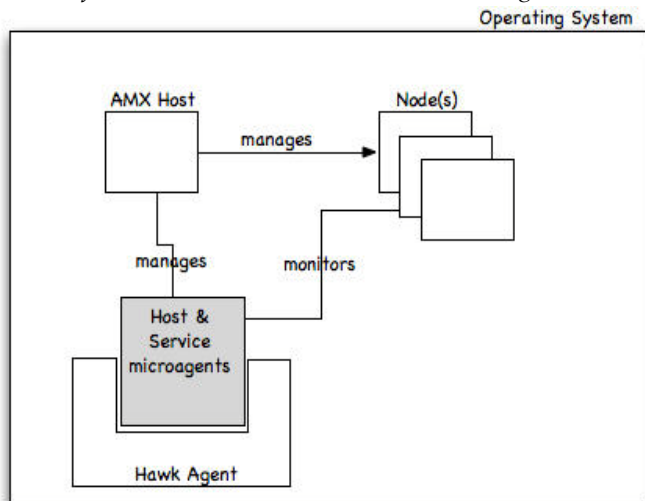 Operating System
AMX Host
Node(s)
manages
manages
monitors
Host &
Service
microagents
Hawk Agent